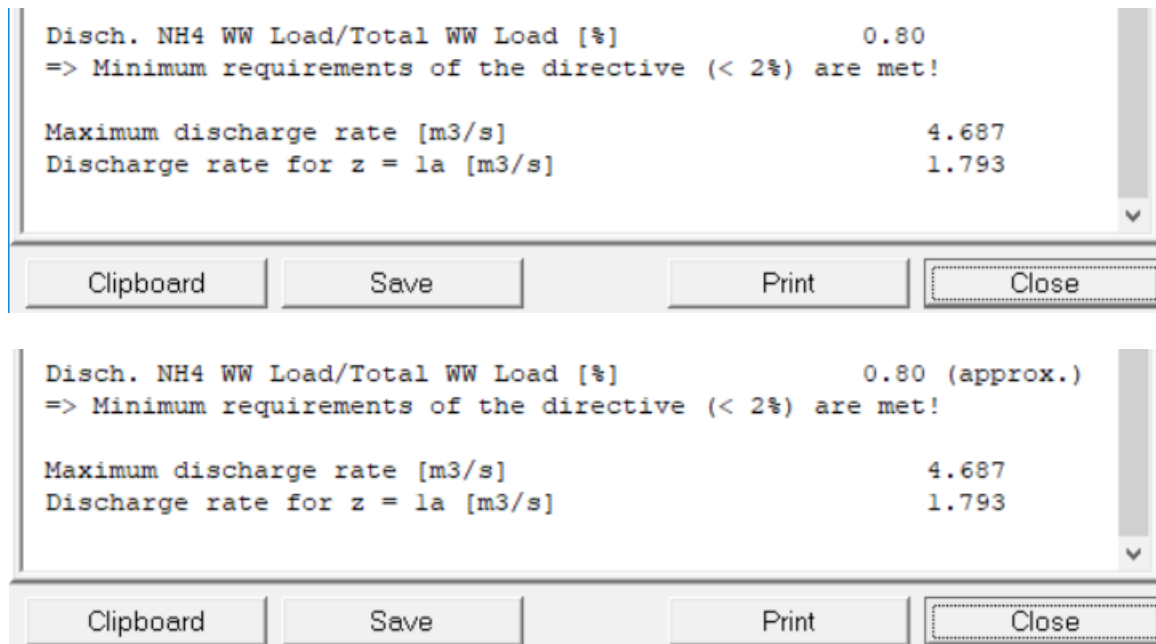 Disch. NH4 WW Load/Total WW Load [%] 0.80
=> Minimum requirements of the directive (< 2%) are met!
Maximum discharge rate [m3/s] 4.687
Discharge rate for z = 1a [m3/s] 1.793
Clipboard Save Print Close
Disch. NH4 WW Load/Total WW Load [%] 0.80 (approx.)
=> Minimum requirements of the directive (< 2%) are met!
Maximum discharge rate [m3/s] 4.687
Discharge rate for z = 1a [m3/s] 1.793
Clipboard Save Print Close